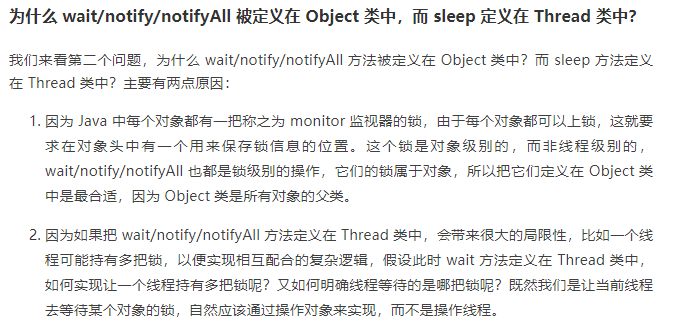 为什么 wait/notify/notifyAll 被定义在 Object 类中，而 sleep 定义在 Thread 类中？
我们来看第二个问题，为什么 wait/notify/notifyAll 方法被定义在 Object 类中？而 sleep 方法定义
在 Thread 类中？主要有两点原因：
1. 因为 Java 中每个对象都有一把称之为 monitor 监视器的锁，由于每个对象都可以上锁，这就要
求在对象头中有一个用来保存锁信息的位置。这个锁是对象级别的，而非线程级别的，
wait/notify/notifyAll 也都是锁级别的操作，它们的锁属于对象，所以把它们定义在 Object 类
中是最合适，因为 Object 类是所有对象的父类。
2. 因为如果把 wait/notify/notifyAll 方法定义在 Thread 类中，会带来很大的局限性，比如一个线
程可能持有多把锁，以便实现相互配合的复杂逻辑，假设此时 wait 方法定义在 Thread 类中，
如何实现让一个线程持有多把锁呢？又如何明确线程等待的是哪把锁呢？既然我们是让当前线程
去等待某个对象的锁，自然应该通过操作对象来实现，而不是操作线程。